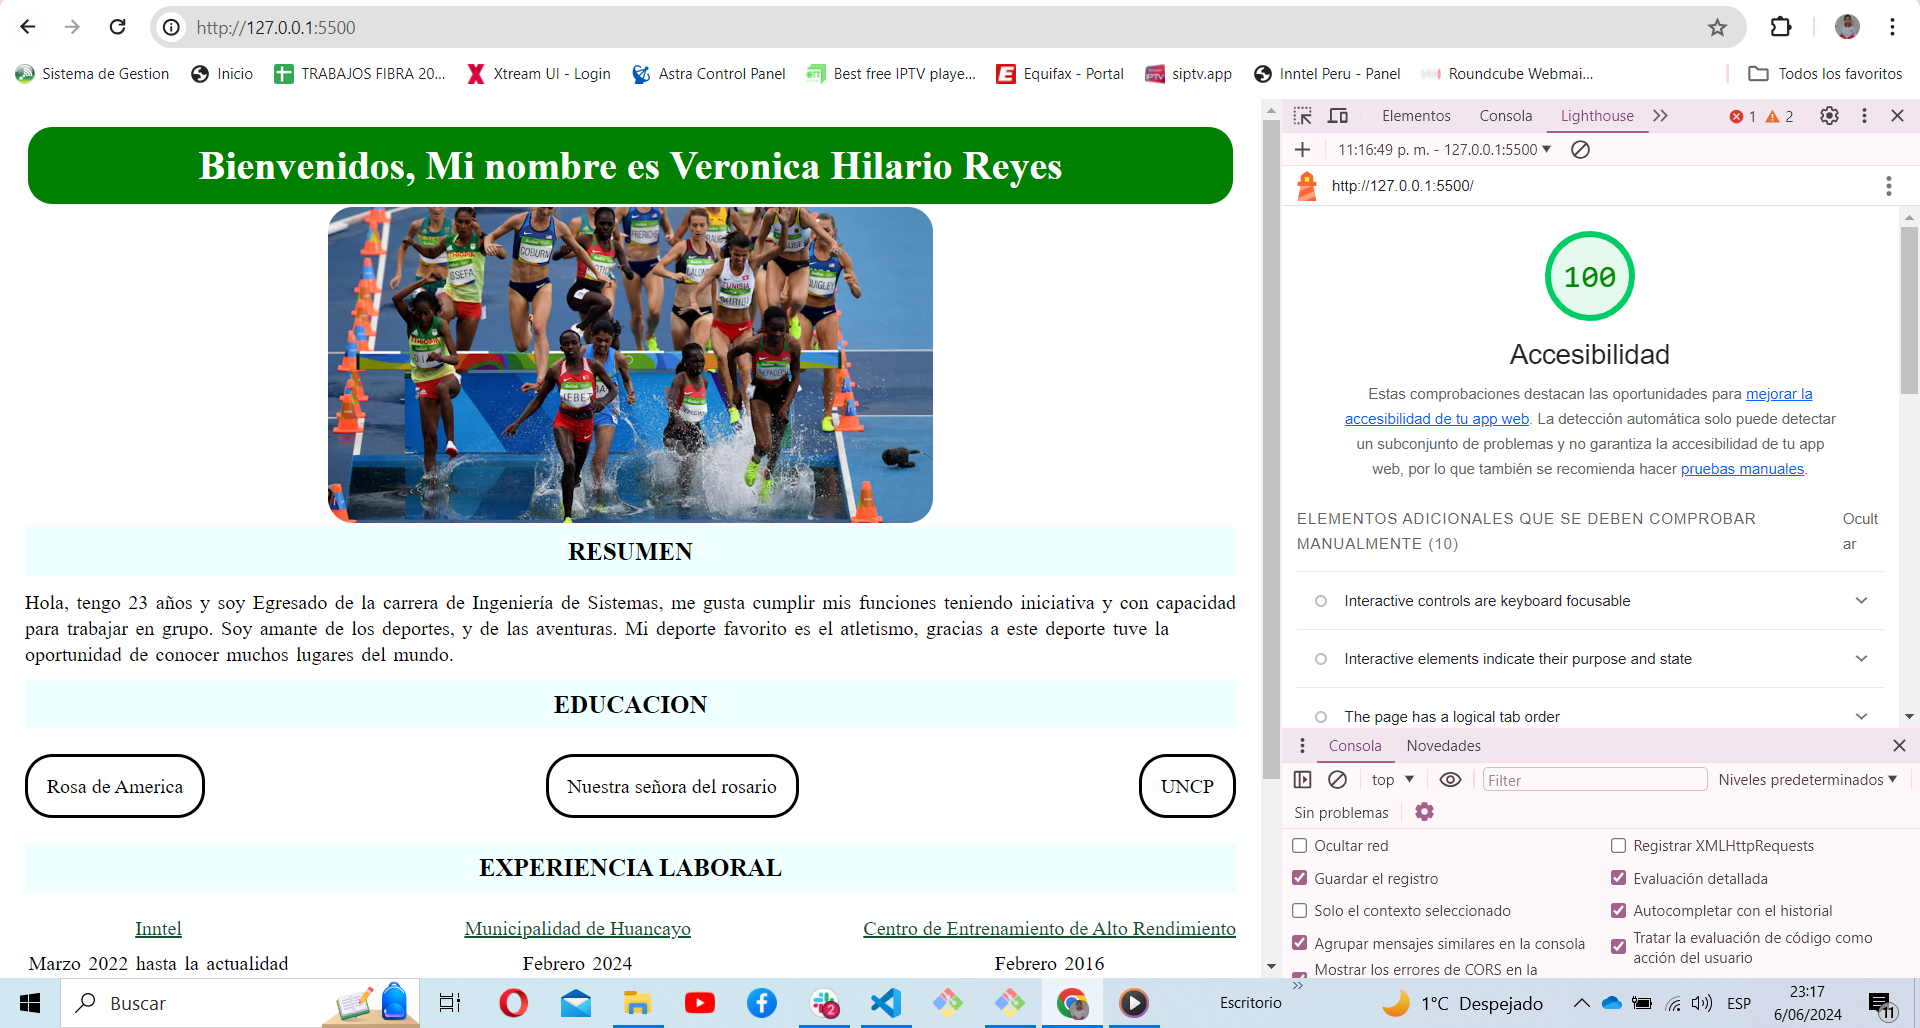 http://127.0.0.1:5500
Sistema de Gestion
Inicio
TRABAJOS FIBRA 20...
Xtream UI - Login
Astra Control Panel
Best free IPTV playe...
Equifax - Portal
siptv.app
Inntel Peru - Panel
Roundcube Webmai...
Todos los favoritos
Bienvenidos, Mi nombre es Veronica Hilario Reyes
COBURN
TUNISIA
QUIGLEY
ETHIOPIA
RESUMEN
Hola, tengo 23 años y soy Egresado de la carrera de Ingeniería de Sistemas, me gusta cumplir mis funciones teniendo iniciativa y con capacidad
para trabajar en grupo. Soy amante de los deportes, y de las aventuras. Mi deporte favorito es el atletismo, gracias a este deporte tuve la
oportunidad de conocer muchos lugares del mundo.
EDUCACION
Rosa de America
Nuestra señora del rosario
UNCP
EXPERIENCIA LABORAL
Inntel
Municipalidad de Huancayo
Centro de Entrenamiento de Alto Rendimiento
Marzo 2022 hasta la actualidad
Febrero 2024
Febrero 2016
Elementos
Consola
Lighthouse
1
2
11:16:49 p. m. - 127.0.0.1:5500
http://127.0.0.1:5500/
100
Accesibilidad
Estas comprobaciones destacan las oportunidades para mejorar la
accesibilidad de tu app web. La detección automática solo puede detectar
un subconjunto de problemas y no garantiza la accesibilidad de tu app
web, por lo que también se recomienda hacer pruebas manuales.
ELEMENTOS ADICIONALES QUE SE DEBEN COMPROBAR
MANUALMENTE (10)
Ocult
ar
Interactive controls are keyboard focusable
Interactive elements indicate their purpose and state
The page has a logical tab order
Consola
Novedades
top
Filter
Niveles predeterminados
Sin problemas
Ocultar red
Registrar XMLHttpRequests
Guardar el registro
Evaluación detallada
Solo el contexto seleccionado
Autocompletar con el historial
Agrupar mensajes similares en la consola
Tratar la evaluación de código como
acción del usuario
Mostrar los errores de CORS en la
Buscar
2
Escritorio
1°C Despejado
ESP
23:17
6/06/2024
11